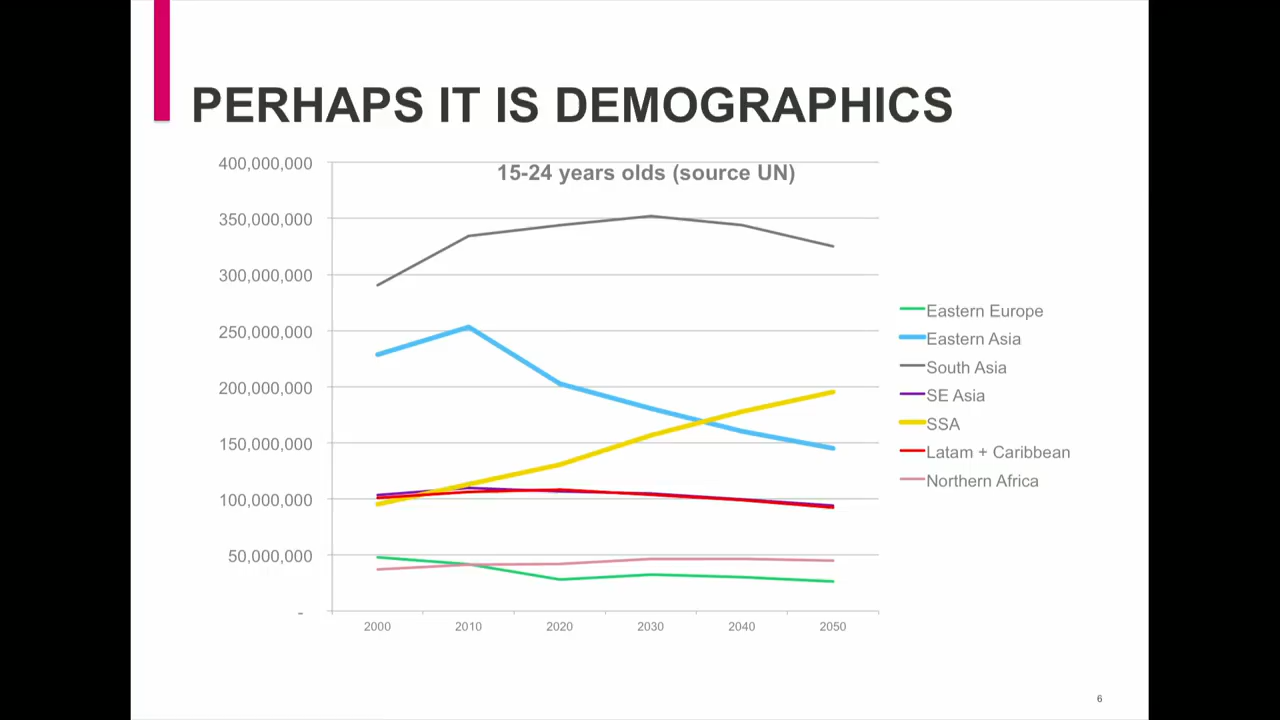 PERHAPS IT IS DEMOGRAPHICS
15-24 years olds (source UN)
400,000,000
350,000,000
300,000,000
250,000,000
200,000,000
150,000,000
100,000,000
50,000,000
-
2000 2010 2020 2030 2040 2050
Eastern Europe
Eastern Asia
South Asia
SE Asia
SSA
Latam + Caribbean
Northern Africa
6